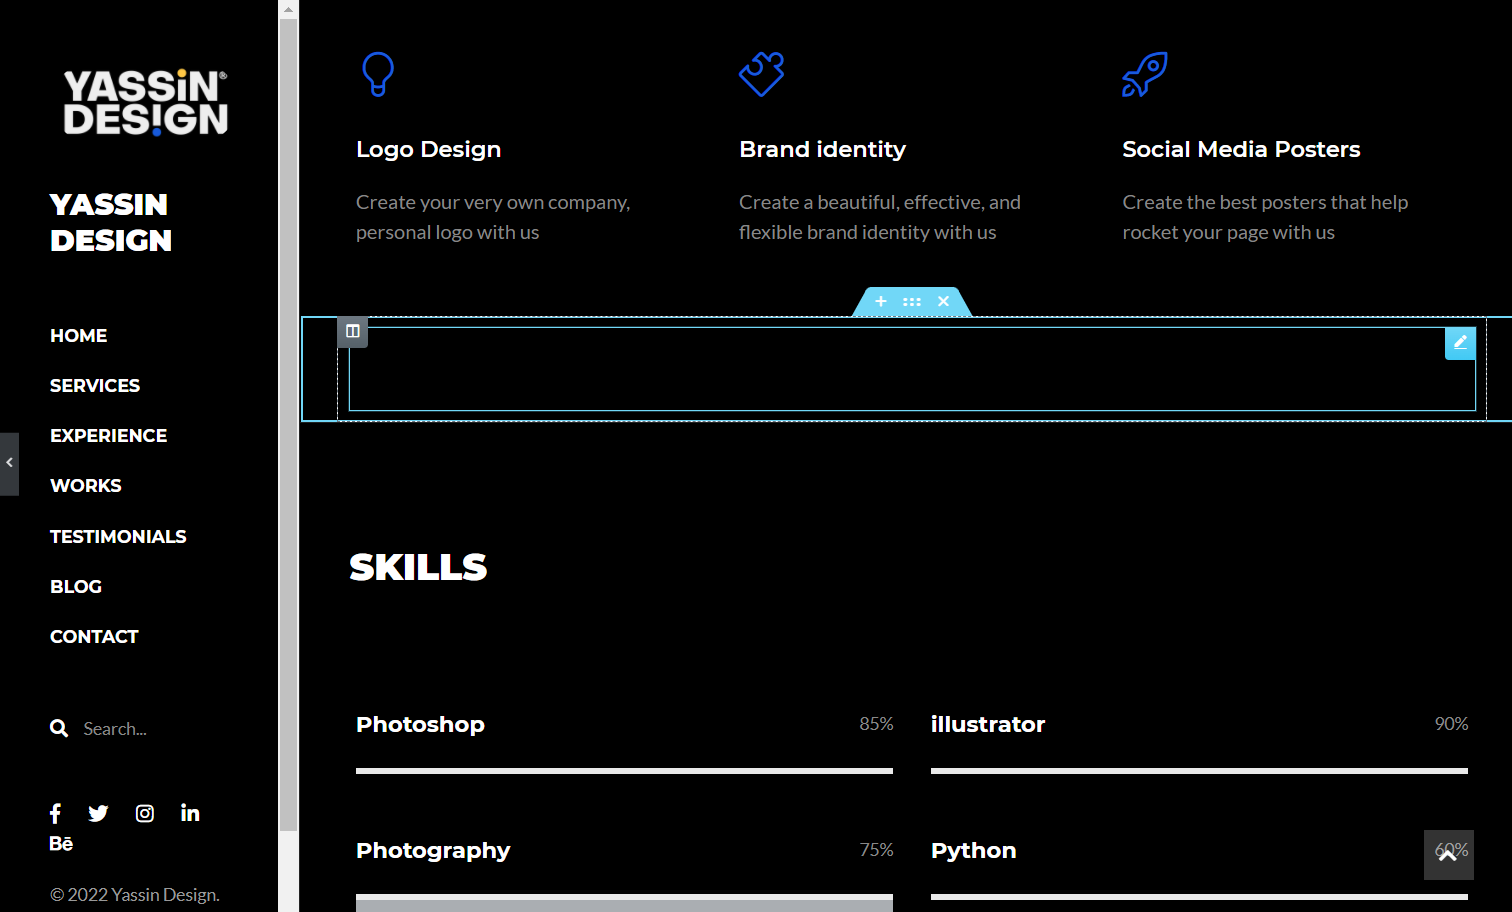 YASSiN®
DESiGN
YASSIN
DESIGN
HOME
SERVICES
EXPERIENCE
WORKS
TESTIMONIALS
BLOG
CONTACT
Search...
Bē
© 2022 Yassin Design.
Logo Design
Create your very own company,
personal logo with us
Brand identity
Create a beautiful, effective, and
flexible brand identity with us
Social Media Posters
Create the best posters that help
rocket your page with us
SKILLS
Photoshop 85%
illustrator 90%
Photography 75%
Python 60%